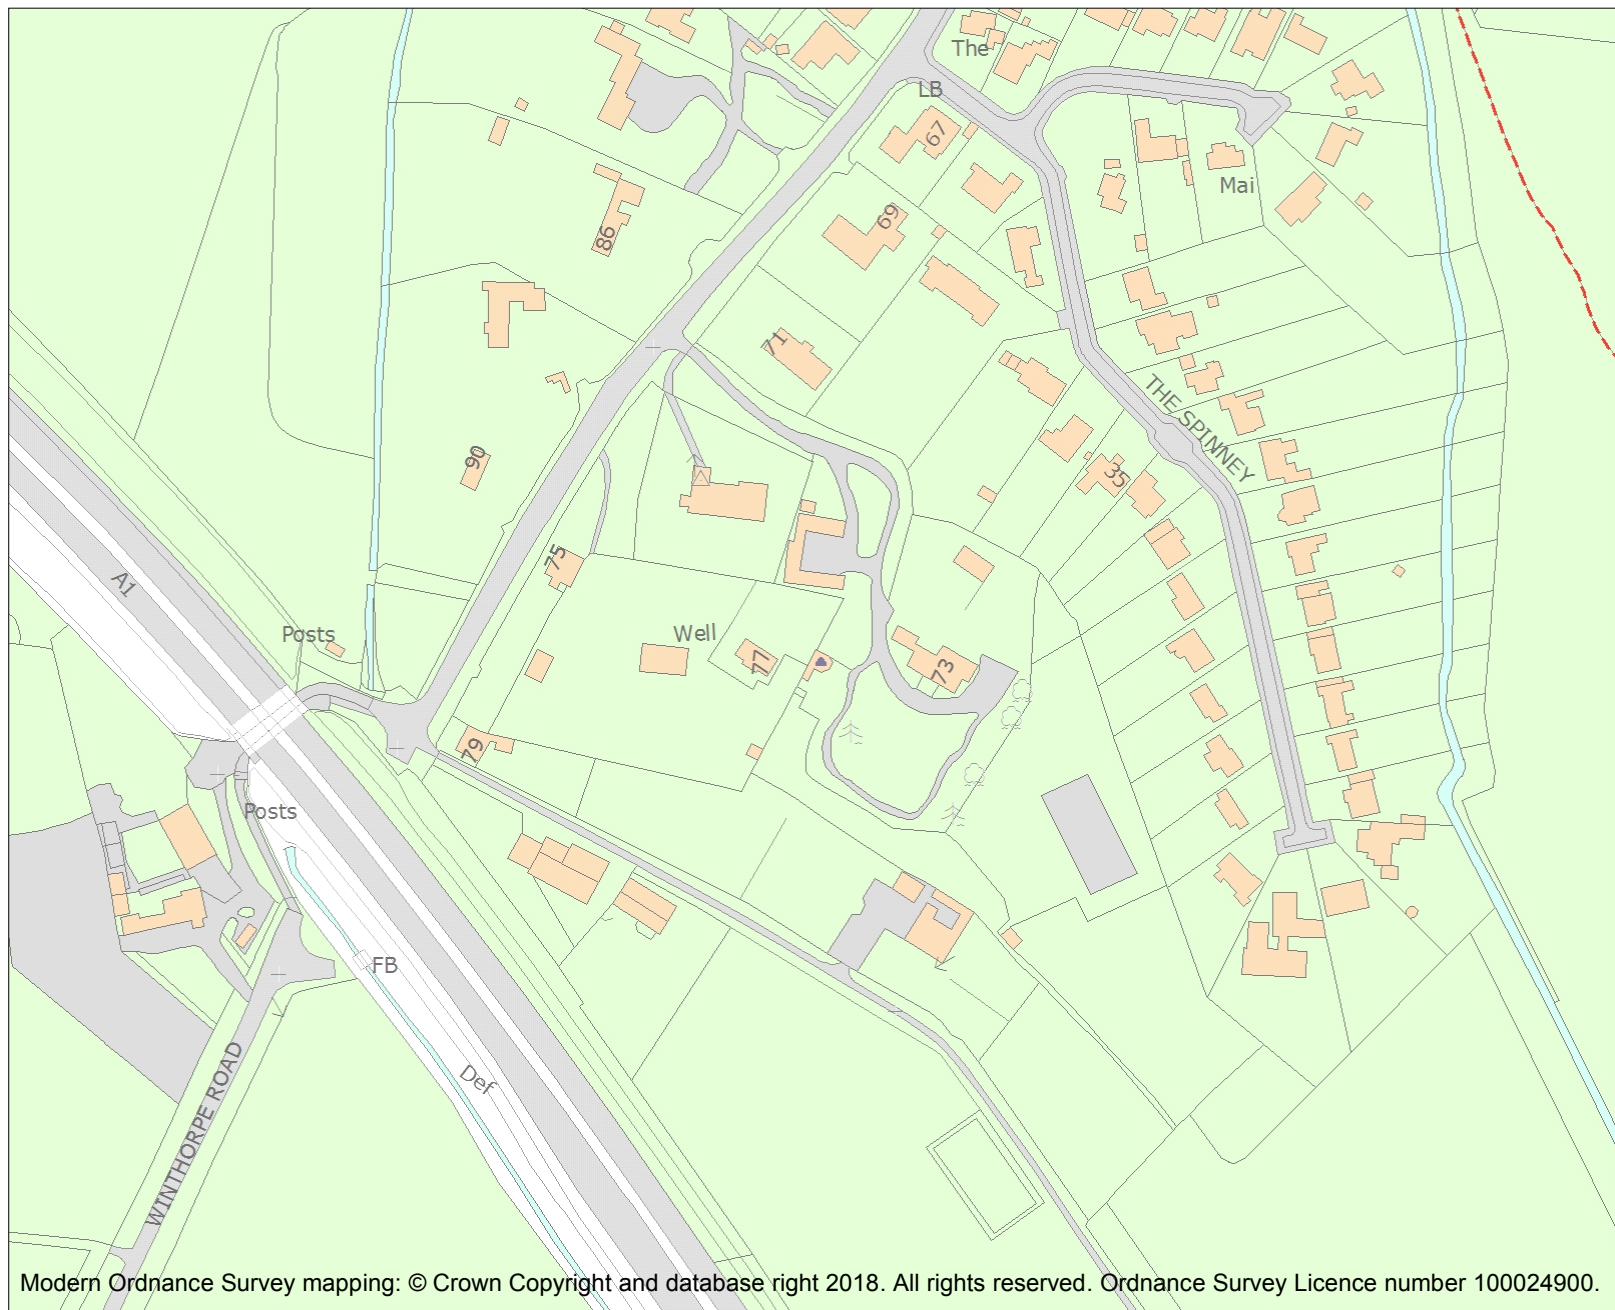 The
LB
67
Mai
69
86
71
THE SPINNEY
90
35
75
A1
Posts
Well
77
73
79
Posts
FB
Def
WINTHORPE ROAD
Modern Ordnance Survey mapping: © Crown Copyright and database right 2018. All rights reserved. Ordnance Survey Licence number 100024900.